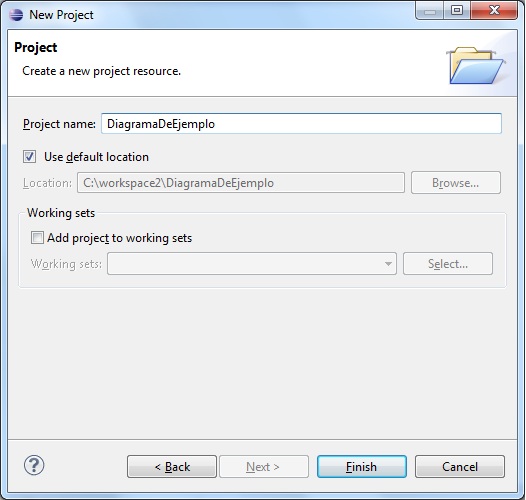 New Project
Project
Create a new project resource.
Project name: DiagramaDeEjemplo
Use default location
Location: C:\workspace2\DiagramaDeEjemplo Browse...
Working sets
Add project to working sets
Working sets: Select...
? < Back Next > Finish Cancel